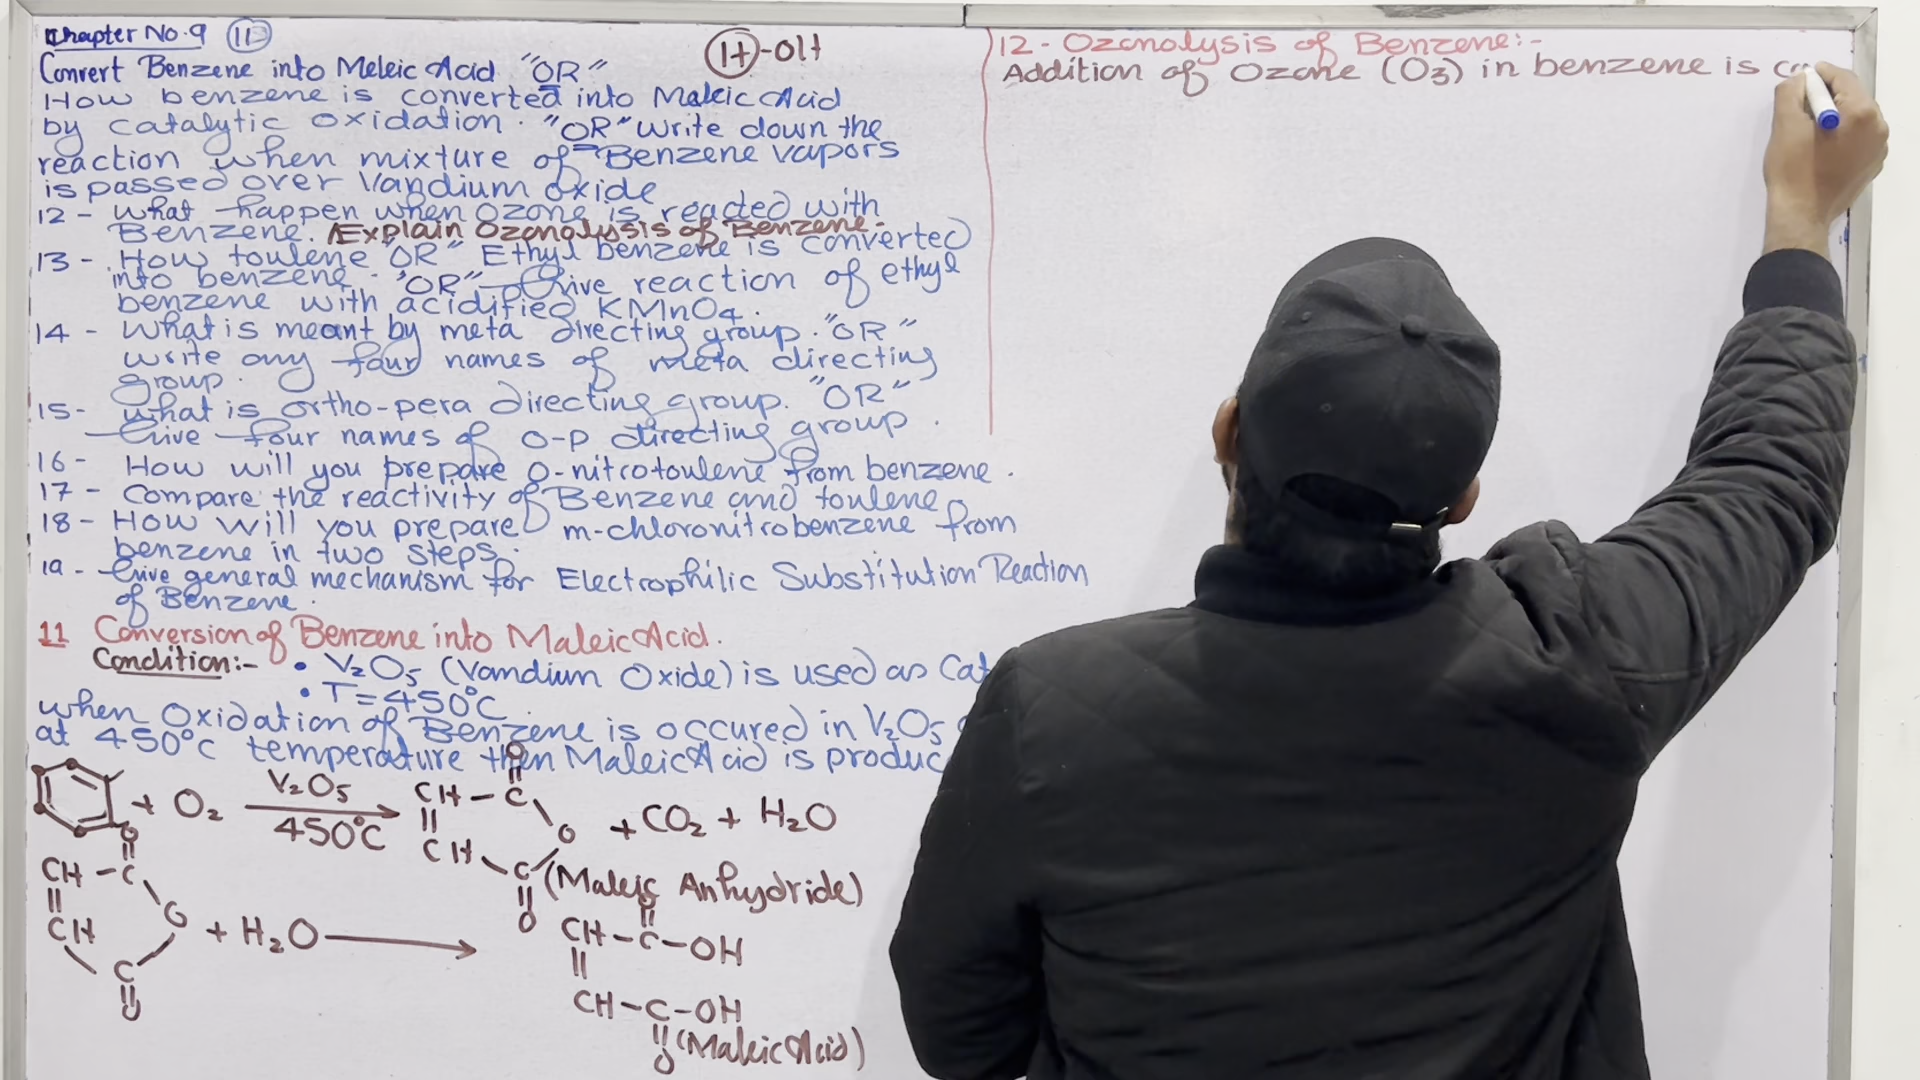 Chapter No.9 11
Convert Benzene into Meleic Acid "OR"
How benzene is converted into Maleic Acid
by catalytic oxidation. "OR" write down the
reaction when mixture of Benzene vapors
is passed over Vandium oxide
12 - What happen when ozone is reacted with
Benzene. Explain Ozonolysis of Benzene.
13 - How toulene "OR" Ethyl benzene is converted
into benzene. "OR" Give reaction of ethyl
benzene with acidified KMnO4.
14 - What is meant by meta directing group. "OR"
write any four names of meta directing
group.
15 - what is ortho-pera directing group. "OR"
Give four names of o-p directing group.
16 - How will you prepare o-nitrotoulene from benzene.
17 - Compare the reactivity of Benzene and toulene
18 - How will you prepare m-chloronitrobenzene from
benzene in two steps.
19 - Give general mechanism for Electrophilic Substitution Reaction
of Benzene.
11 Conversion of Benzene into Maleic Acid.
Condition:- • V₂O₅ (Vandium Oxide) is used as Cat
• T = 450°C
when Oxidation of Benzene is occured in V₂O₅
at 450°C temperature then Maleic Acid is produc
+ O₂ V₂O₅ 450°C
O
CH - C
CH
O
C
O
+ CO₂ + H₂O
(Maleic Anhydride)
O
CH - C
CH
O
C
O
+ H₂O
O
CH - C - OH
CH - C - OH
O
(Maleic Acid)
1+ - OH
12 - Ozonolysis of Benzene:-
Addition of Ozone (O₃) in benzene is